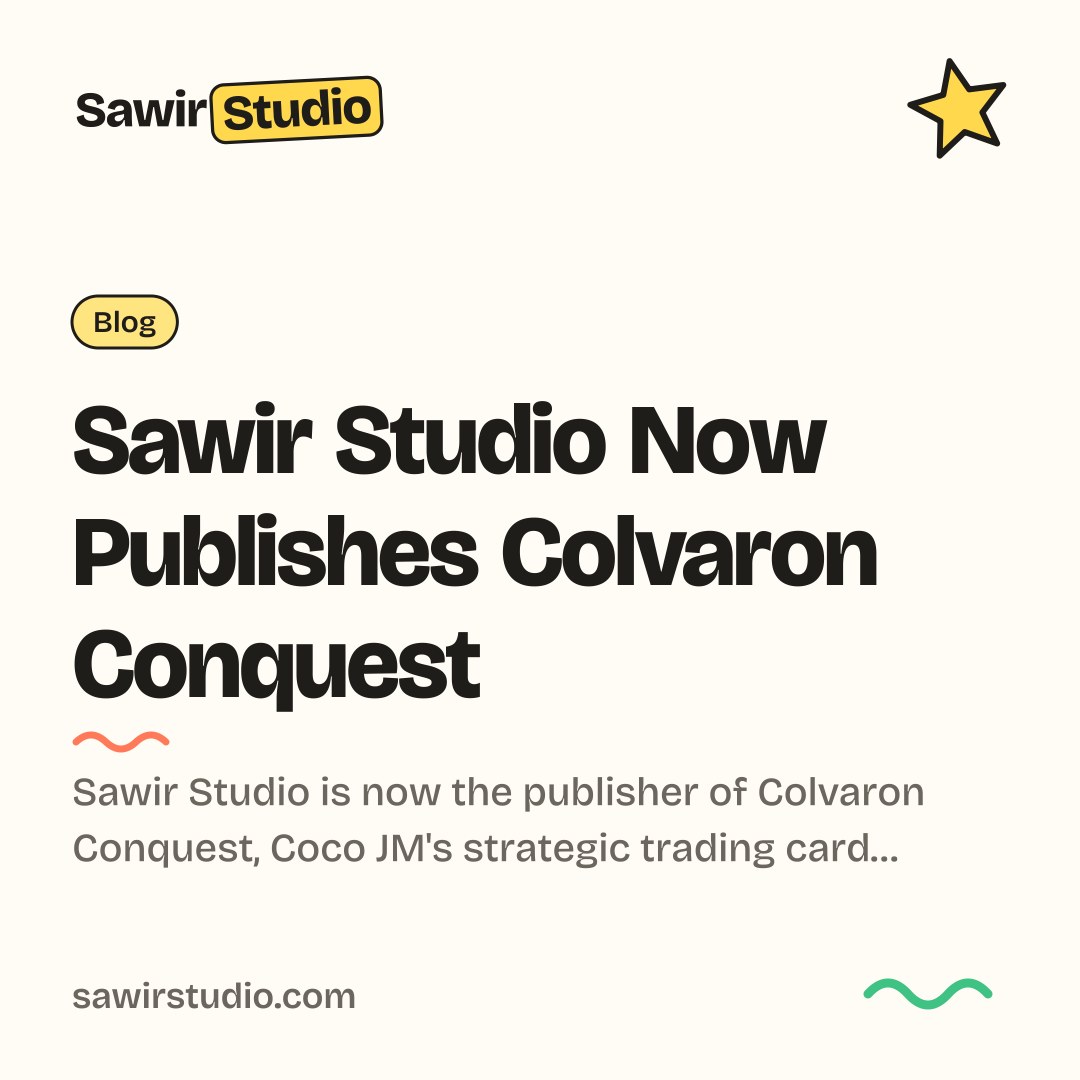 Sawir Studio
Blog
Sawir Studio Now
Publishes Colvaron
Conquest
Sawir Studio is now the publisher of Colvaron
Conquest, Coco JM's strategic trading card...
sawirstudio.com